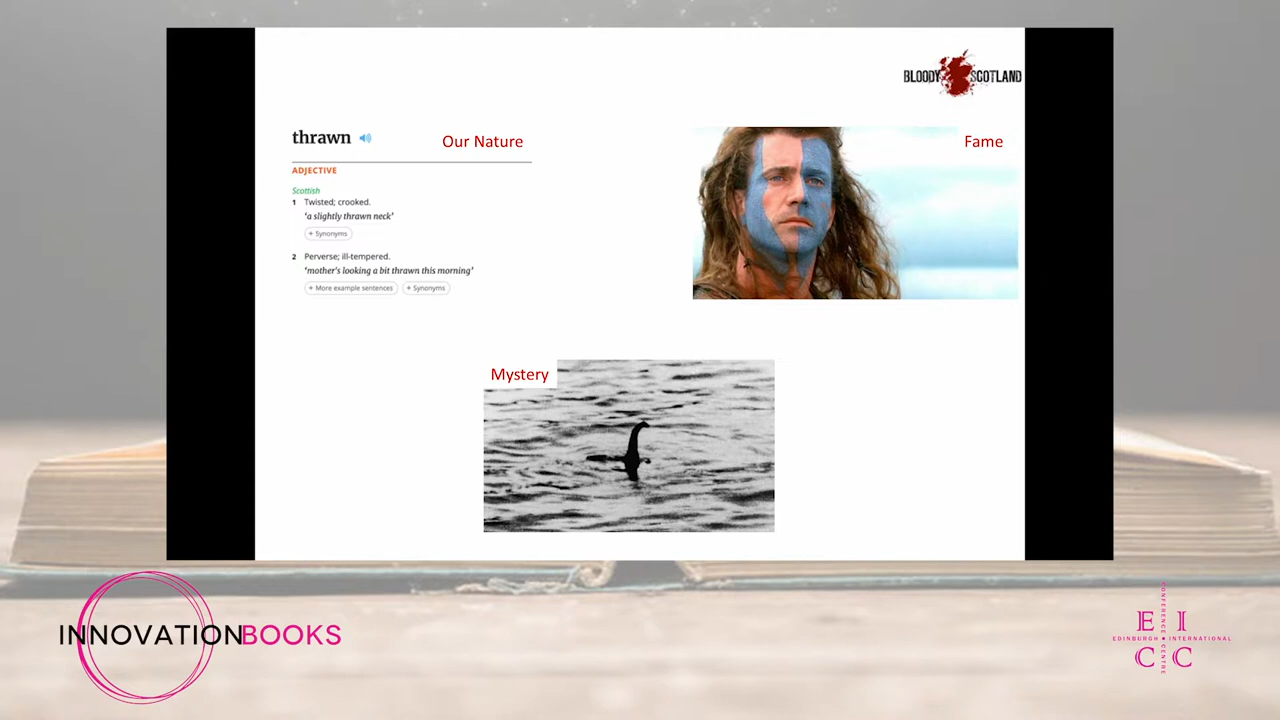 BLOODY SCOTLAND
thrawn
Our Nature
Fame
ADJECTIVE
Scottish
1 Twisted; crooked.
‘a slightly thrawn neck’
+ Synonyms
2 Perverse; ill-tempered.
‘mother’s looking a bit thrawn this morning’
+ More example sentences + Synonyms
Mystery
INNOVATIONBOOKS
E I
EDINBURGH INTERNATIONAL
C C
CONFERENCE CENTRE